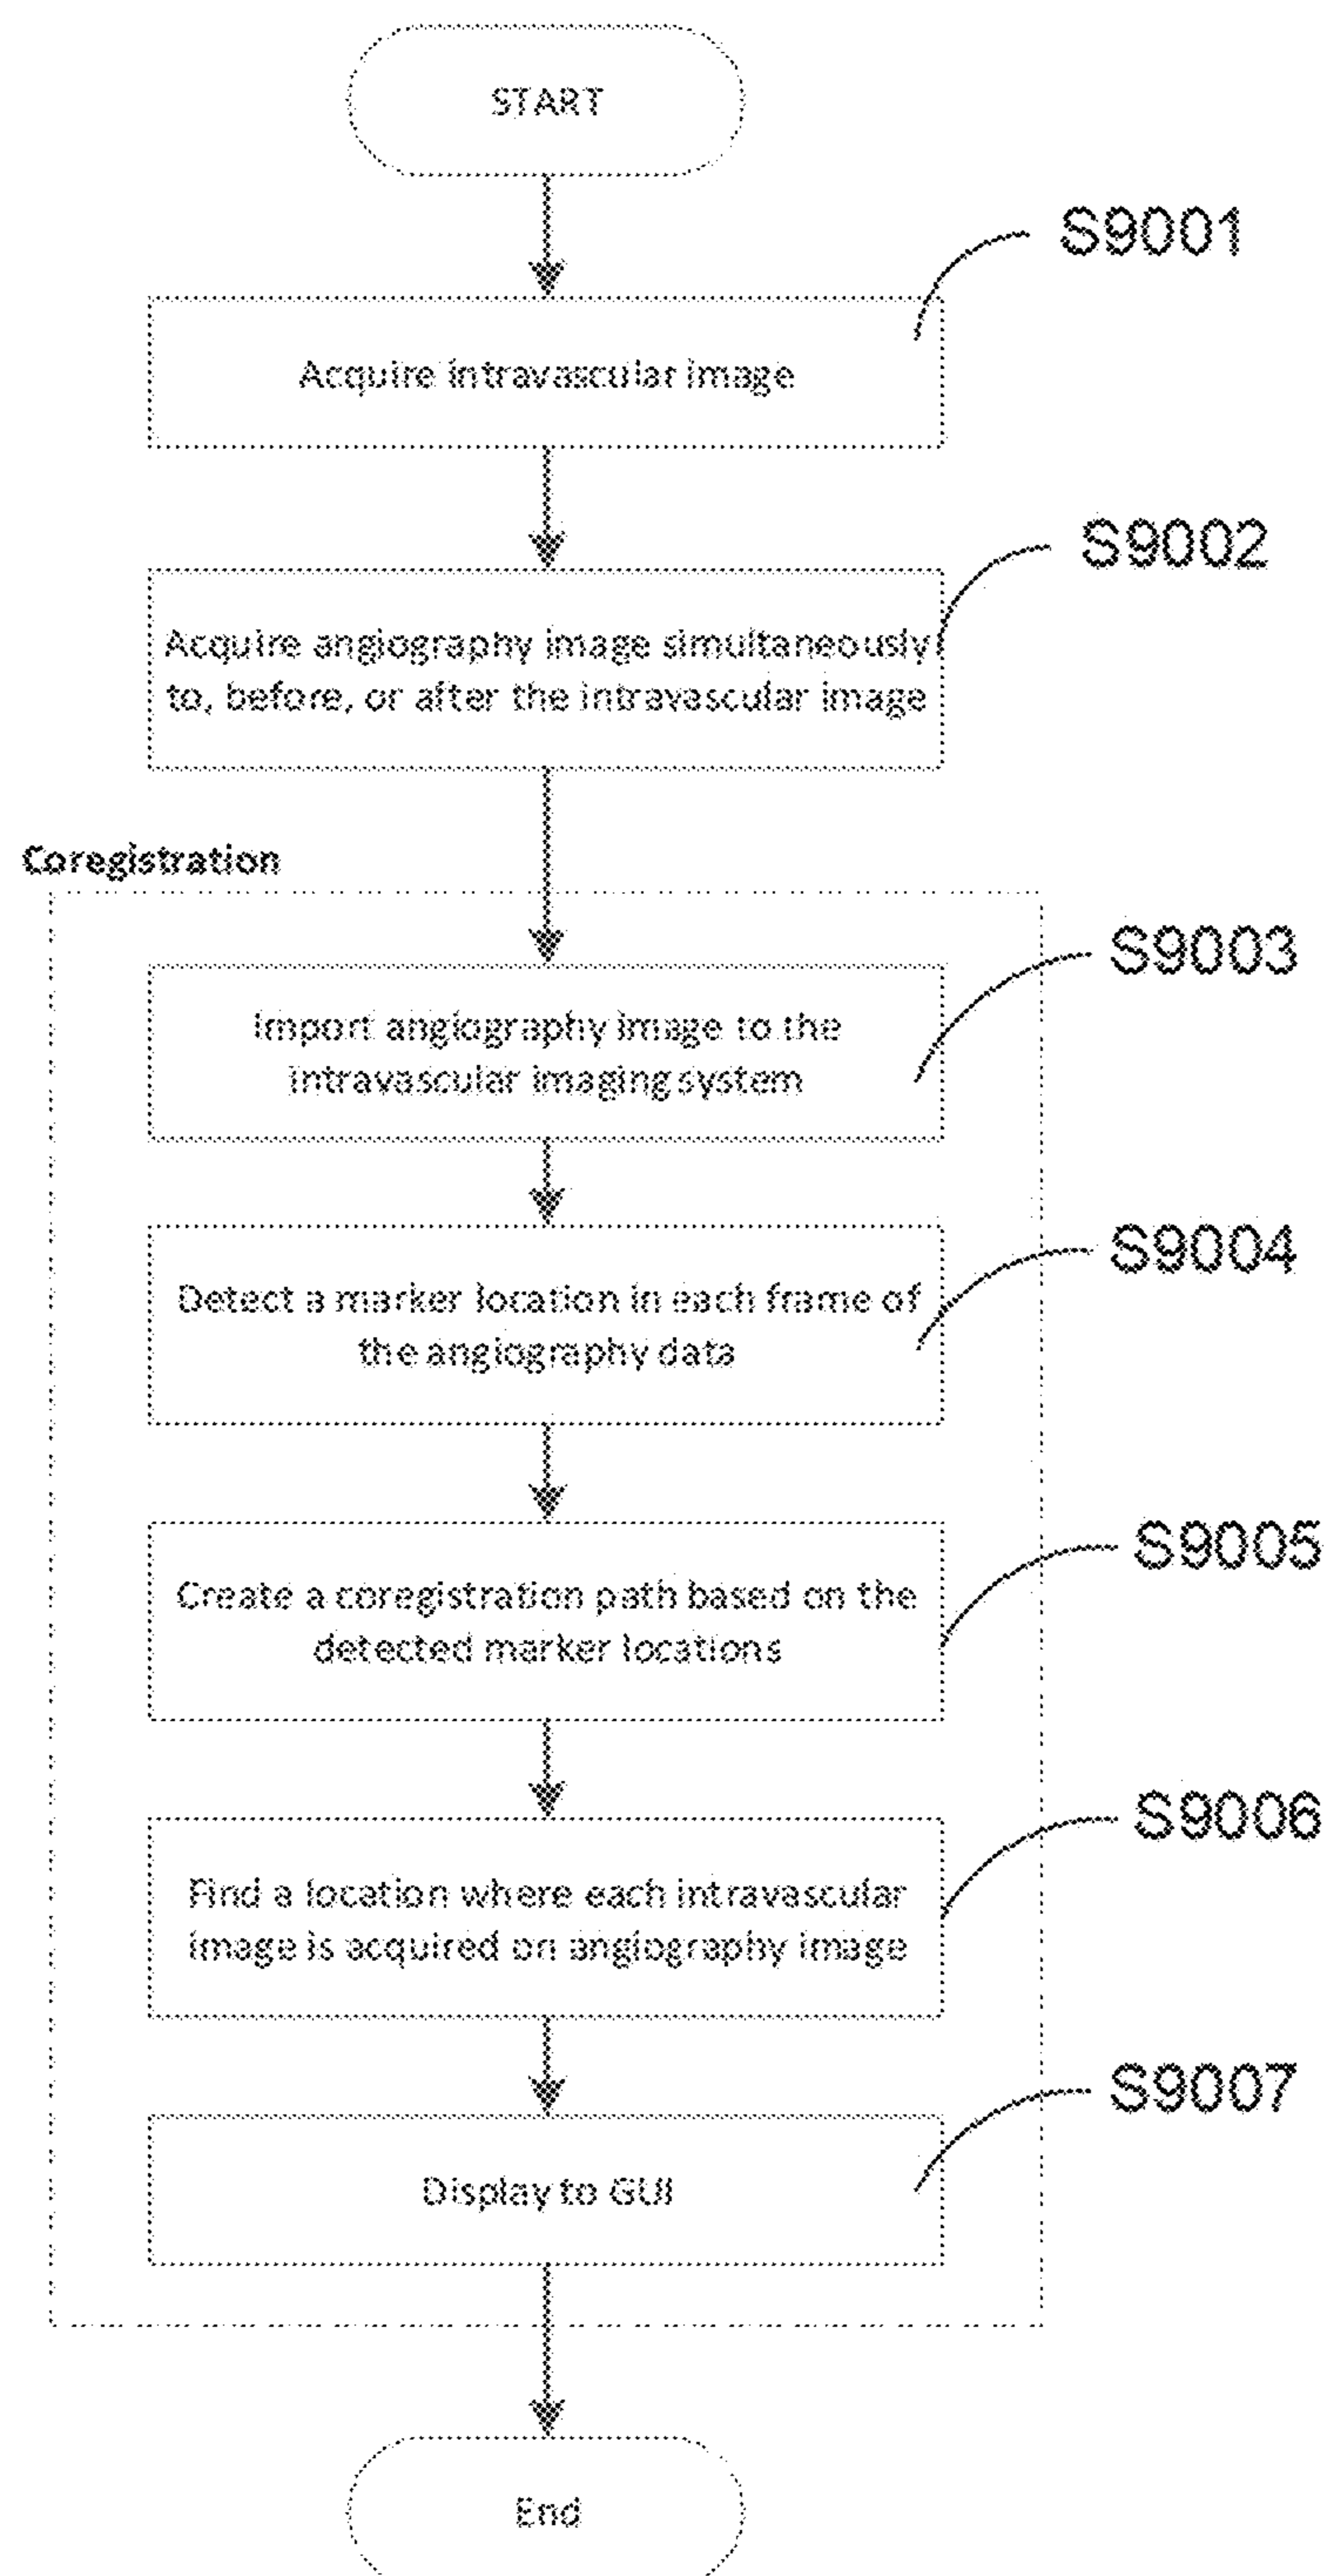 START
S9001
Acquire intravascular image
S9002
Acquire angiography image simultaneously
to, before, or after the intravascular image
Coregistration
S9003
Import angiography image to the
intravascular imaging system
S9004
Detect a marker location in each frame of
the angiography data
S9005
Create a coregistration path based on the
detected marker locations
S9006
Find a location where each intravascular
image is acquired on angiography image
S9007
Display to GUI
End